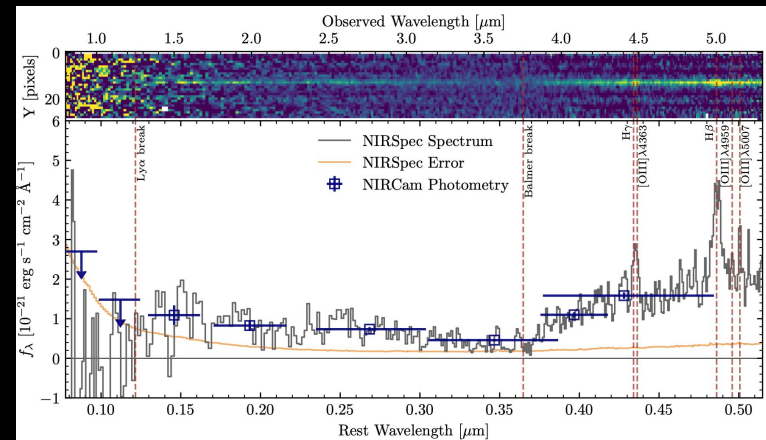 Observed Wavelength [μm]
1.0 1.5 2.0 2.5 3.0 3.5 4.0 4.5 5.0
Y [pixels]
0
20
6
5
4
3
2
1
0
−1
f_λ [10⁻²¹ erg s⁻¹ cm⁻² Å⁻¹]
NIRSpec Spectrum
NIRSpec Error
NIRCam Photometry
Lyα break
Balmer break
Hγ
[OIII]λ4363
Hβ
[OIII]λ4959
[OIII]λ5007
0.10 0.15 0.20 0.25 0.30 0.35 0.40 0.45 0.50
Rest Wavelength [μm]